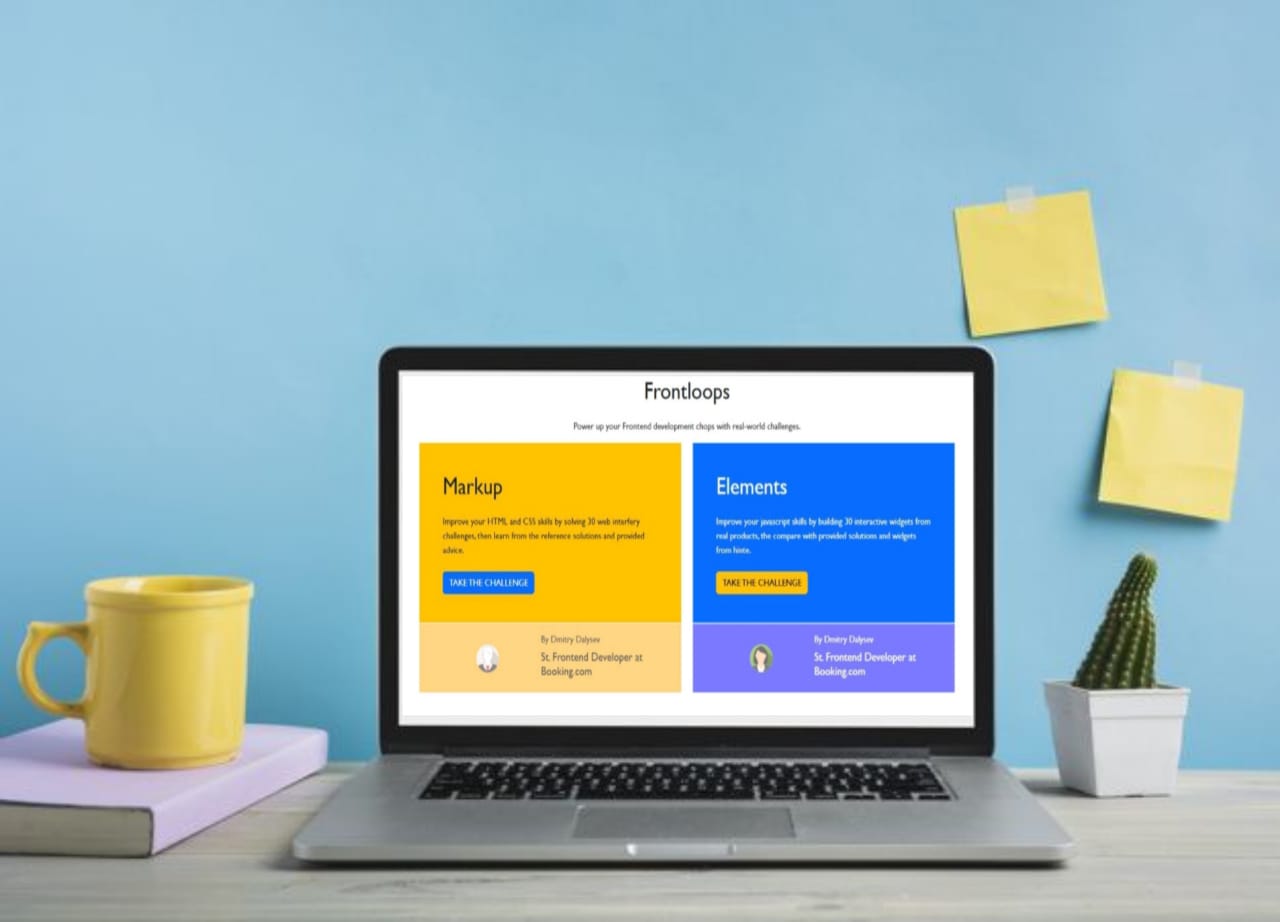 Frontloops
Power up your Frontend development chops with real-world challenges.
Markup
Improve your HTML and CSS skills by solving 30 web interfery
challenges, then learn from the reference solutions and provided
advice.
TAKE THE CHALLENGE
By Dmitry Dalysev
St. Frontend Developer at
Booking.com
Elements
Improve your javascript skills by building 30 interactive widgets from
real products, the compare with provided solutions and widgets
from hinte.
TAKE THE CHALLENGE
By Dmitry Dalysev
St. Frontend Developer at
Booking.com